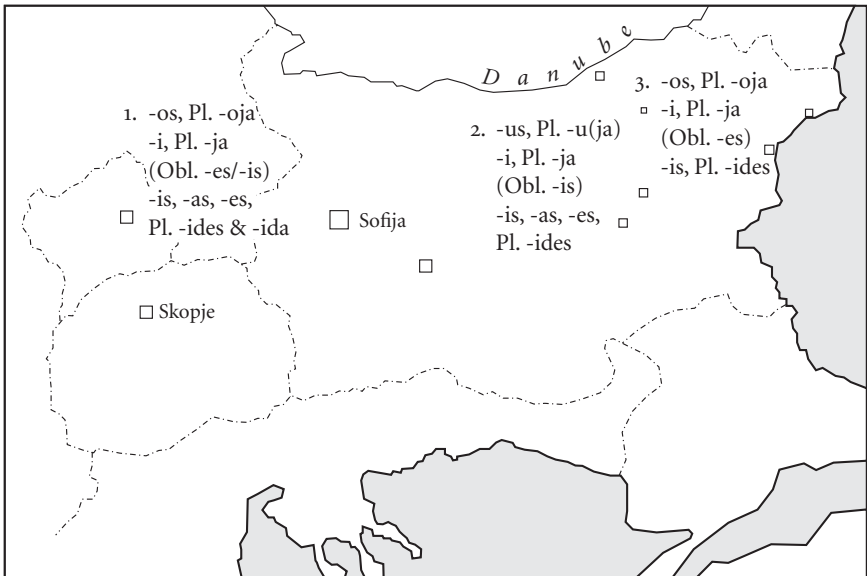 Danube
1. -os, Pl. -oja
-i, Pl. -ja
(Obl. -es/-is)
-is, -as, -es,
Pl. -ides & -ida
2. -us, Pl. -u(ja)
-i, Pl. -ja
(Obl. -is)
-is, -as, -es,
Pl. -ides
3. -os, Pl. -oja
-i, Pl. -ja
(Obl. -es)
-is, Pl. -ides
Sofija
Skopje